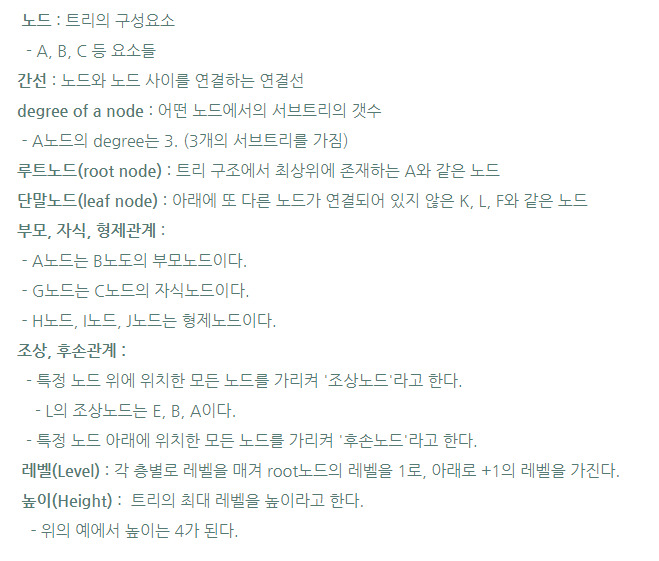 노드 : 트리의 구성요소
- A, B, C 등 요소들
간선 : 노드와 노드 사이를 연결하는 연결선
degree of a node : 어떤 노드에서의 서브트리의 갯수
- A노드의 degree는 3. (3개의 서브트리를 가짐)
루트노드(root node) : 트리 구조에서 최상위에 존재하는 A와 같은 노드
단말노드(leaf node) : 아래에 또 다른 노드가 연결되어 있지 않은 K, L, F와 같은 노드
부모, 자식, 형제관계 :
- A노드는 B노도의 부모노드이다.
- G노드는 C노드의 자식노드이다.
- H노드, I노드, J노드는 형제노드이다.
조상, 후손관계 :
- 특정 노드 위에 위치한 모든 노드를 가리켜 '조상노드'라고 한다.
- L의 조상노드는 E, B, A이다.
- 특정 노드 아래에 위치한 모든 노드를 가리켜 '후손노드'라고 한다.
레벨(Level) : 각 층별로 레벨을 매겨 root노드의 레벨을 1로, 아래로 +1의 레벨을 가진다.
높이(Height) : 트리의 최대 레벨을 높이라고 한다.
- 위의 예에서 높이는 4가 된다.